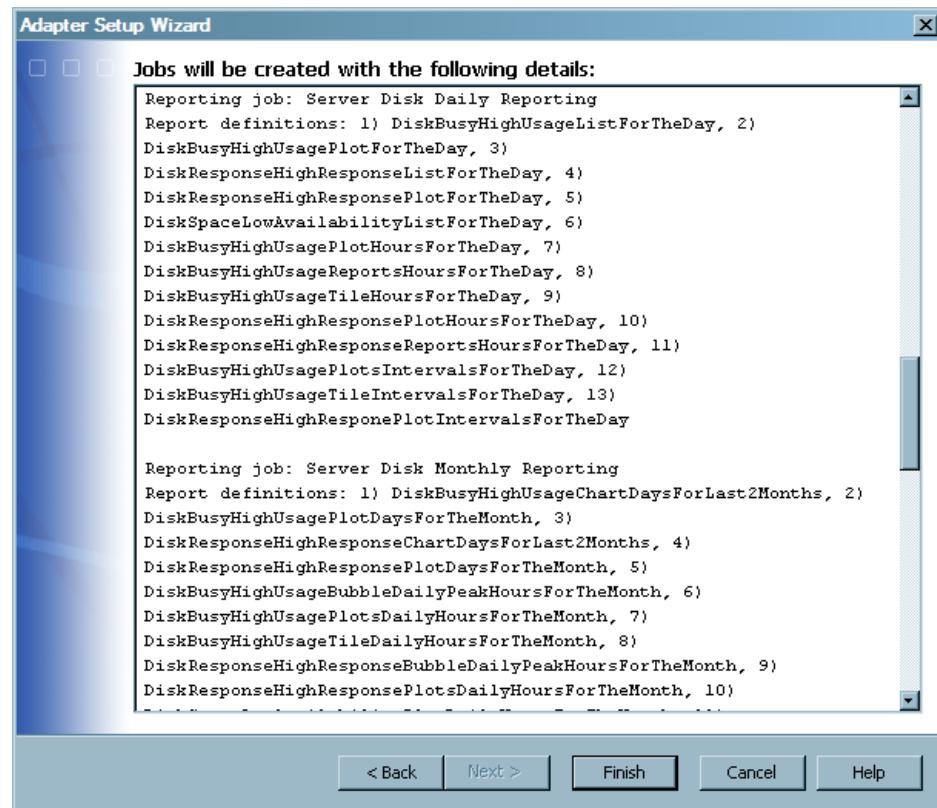 Adapter Setup Wizard
Jobs will be created with the following details:
Reporting job: Server Disk Daily Reporting
Report definitions: 1) DiskBusyHighUsageListForTheDay, 2)
DiskBusyHighUsagePlotForTheDay, 3)
DiskResponseHighResponseListForTheDay, 4)
DiskResponseHighResponsePlotForTheDay, 5)
DiskSpaceLowAvailabilityListForTheDay, 6)
DiskBusyHighUsagePlotHoursForTheDay, 7)
DiskBusyHighUsageReportsHoursForTheDay, 8)
DiskBusyHighUsageTileHoursForTheDay, 9)
DiskResponseHighResponsePlotHoursForTheDay, 10)
DiskResponseHighResponseReportsHoursForTheDay, 11)
DiskBusyHighUsagePlotsIntervalsForTheDay, 12)
DiskBusyHighUsageTileIntervalsForTheDay, 13)
DiskResponseHighResponePlotIntervalsForTheDay
Reporting job: Server Disk Monthly Reporting
Report definitions: 1) DiskBusyHighUsageChartDaysForLast2Months, 2)
DiskBusyHighUsagePlotDaysForTheMonth, 3)
DiskResponseHighResponseChartDaysForLast2Months, 4)
DiskResponseHighResponsePlotDaysForTheMonth, 5)
DiskBusyHighUsageBubbleDailyPeakHoursForTheMonth, 6)
DiskBusyHighUsagePlotsDailyHoursForTheMonth, 7)
DiskBusyHighUsageTileDailyHoursForTheMonth, 8)
DiskResponseHighResponseBubbleDailyPeakHoursForTheMonth, 9)
DiskResponseHighResponsePlotsDailyHoursForTheMonth, 10)
< Back Next > Finish Cancel Help